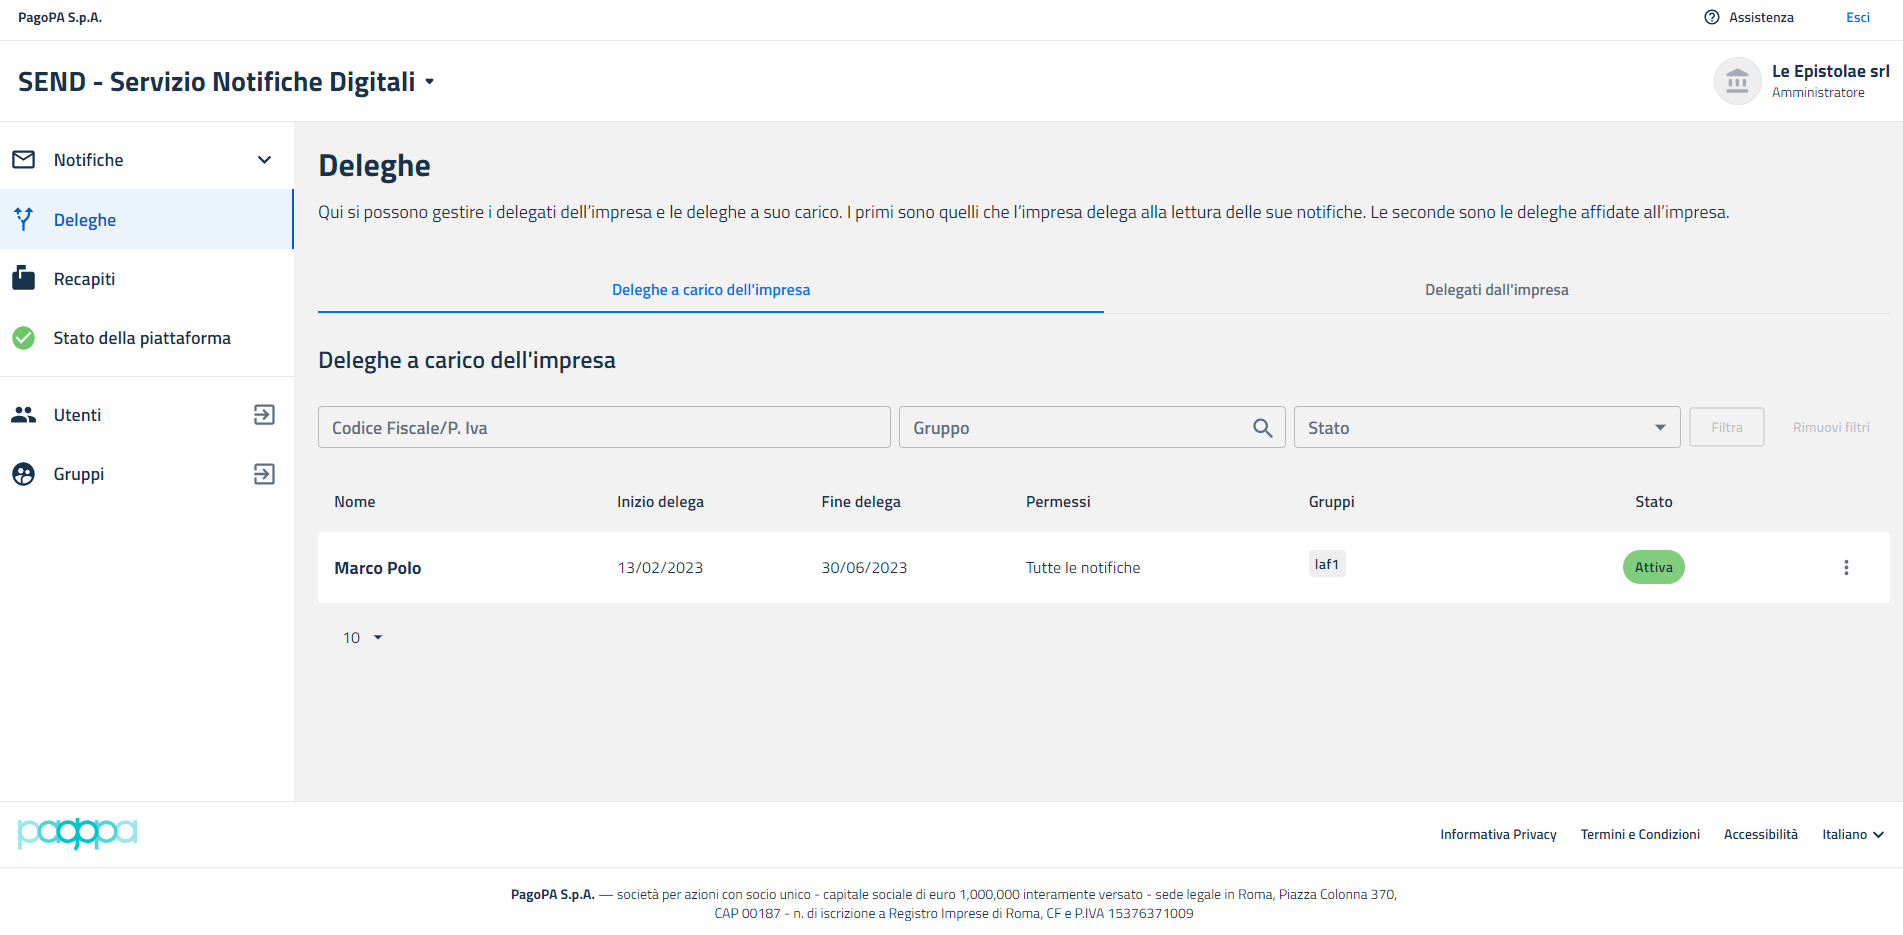 PagoPA S.p.A.
Assistenza
Esci
SEND - Servizio Notifiche Digitali
Le Epistolae srl
Amministratore
Notifiche
Deleghe
Recapiti
Stato della piattaforma
Utenti
Gruppi
Deleghe
Qui si possono gestire i delegati dell’impresa e le deleghe a suo carico. I primi sono quelli che l’impresa delega alla lettura delle sue notifiche. Le seconde sono le deleghe affidate all’impresa.
Deleghe a carico dell'impresa
Delegati dall'impresa
Deleghe a carico dell'impresa
Codice Fiscale/P. Iva
Gruppo
Stato
Filtra
Rimuovi filtri
Nome Inizio delega Fine delega Permessi Gruppi Stato
Marco Polo 13/02/2023 30/06/2023 Tutte le notifiche laf1 Attiva
10
pagopa
Informativa Privacy
Termini e Condizioni
Accessibilità
Italiano
PagoPA S.p.A. — società per azioni con socio unico - capitale sociale di euro 1,000,000 interamente versato - sede legale in Roma, Piazza Colonna 370,
CAP 00187 - n. di iscrizione a Registro Imprese di Roma, CF e P.IVA 15376371009